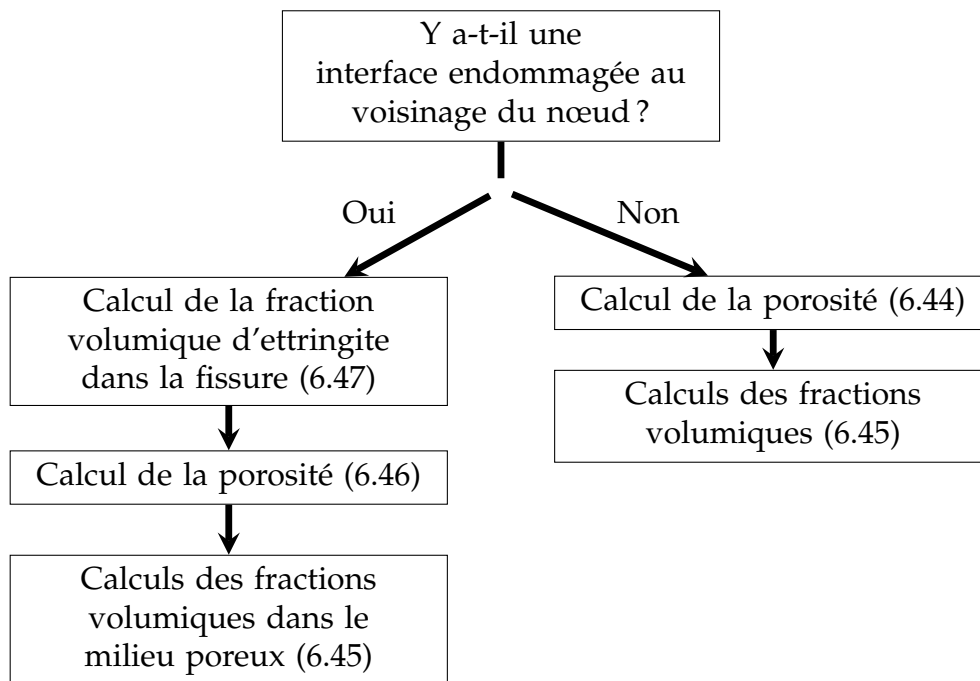 Y a-t-il une
interface endommagée au
voisinage du nœud ?
Oui
Non
Calcul de la fraction
volumique d'ettringite
dans la fissure (6.47)
Calcul de la porosité (6.46)
Calculs des fractions
volumiques dans le
milieu poreux (6.45)
Calcul de la porosité (6.44)
Calculs des fractions
volumiques (6.45)